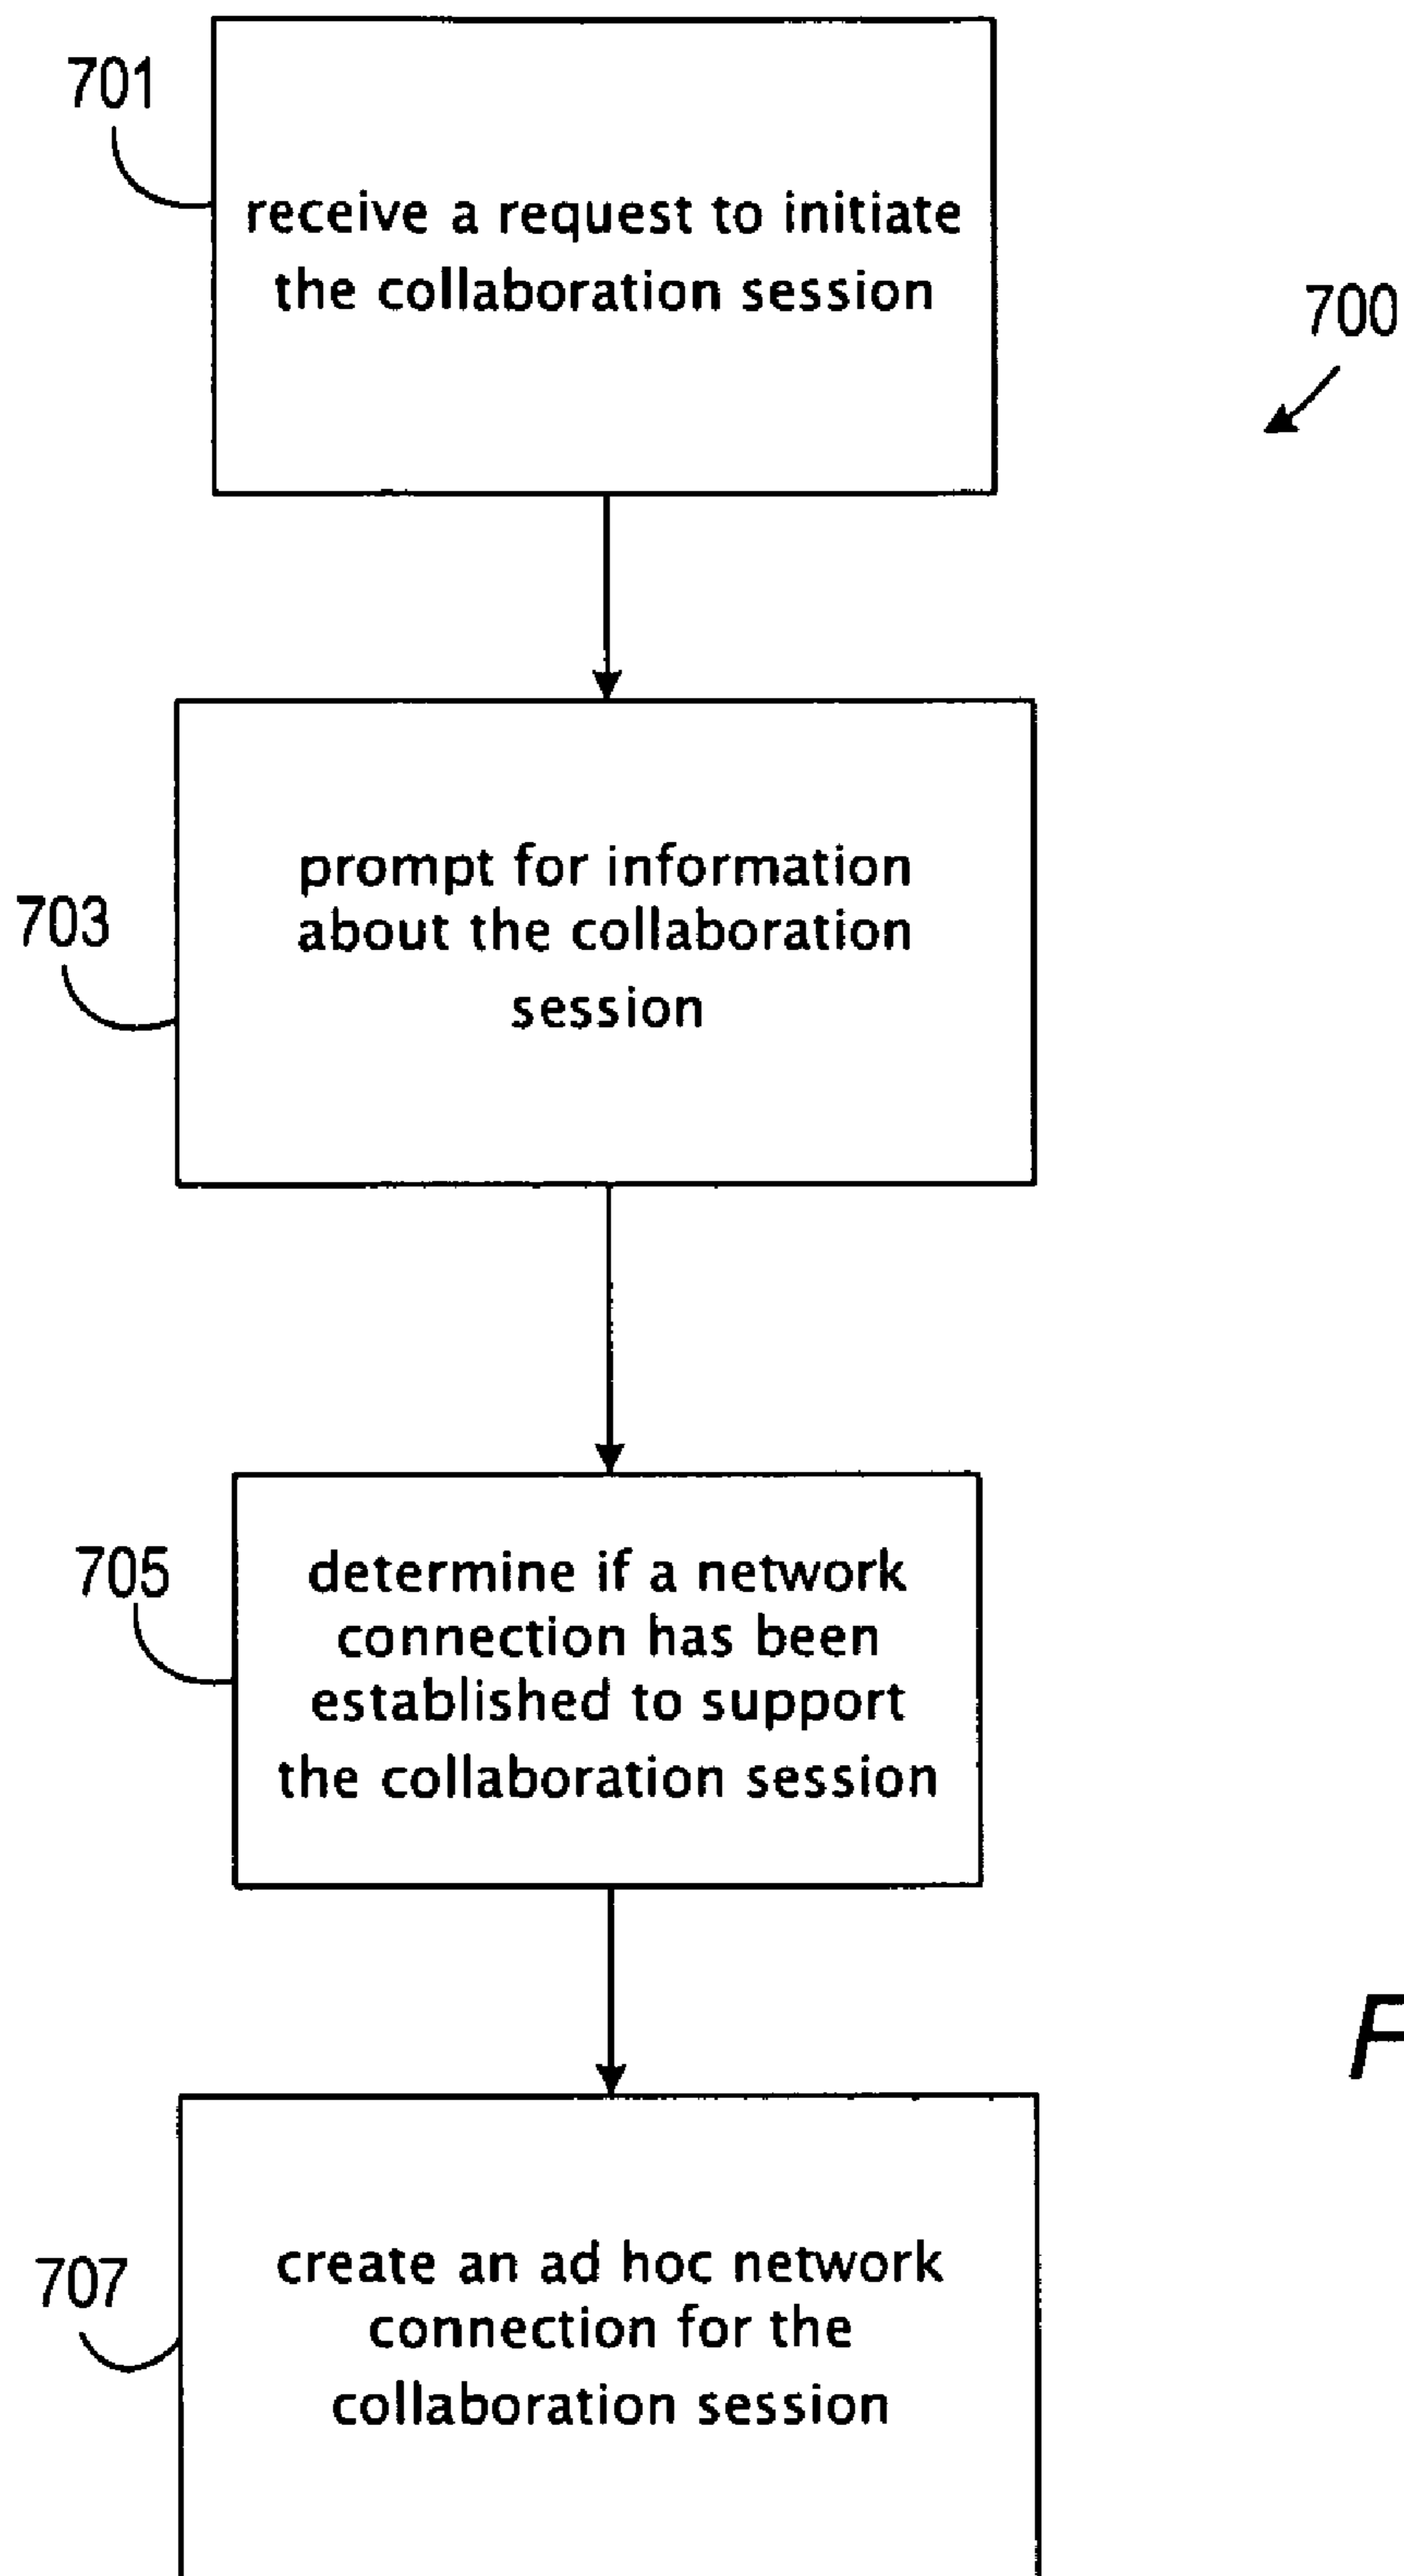 701
receive a request to initiate
the collaboration session
700
703
prompt for information
about the collaboration
session
705
determine if a network
connection has been
established to support
the collaboration session
F
707
create an ad hoc network
connection for the
collaboration session